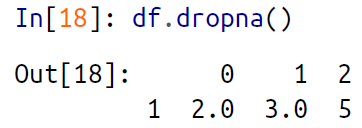 In[18]: df.dropna()
Out[18]: 0 1 2
1 2.0 3.0 5